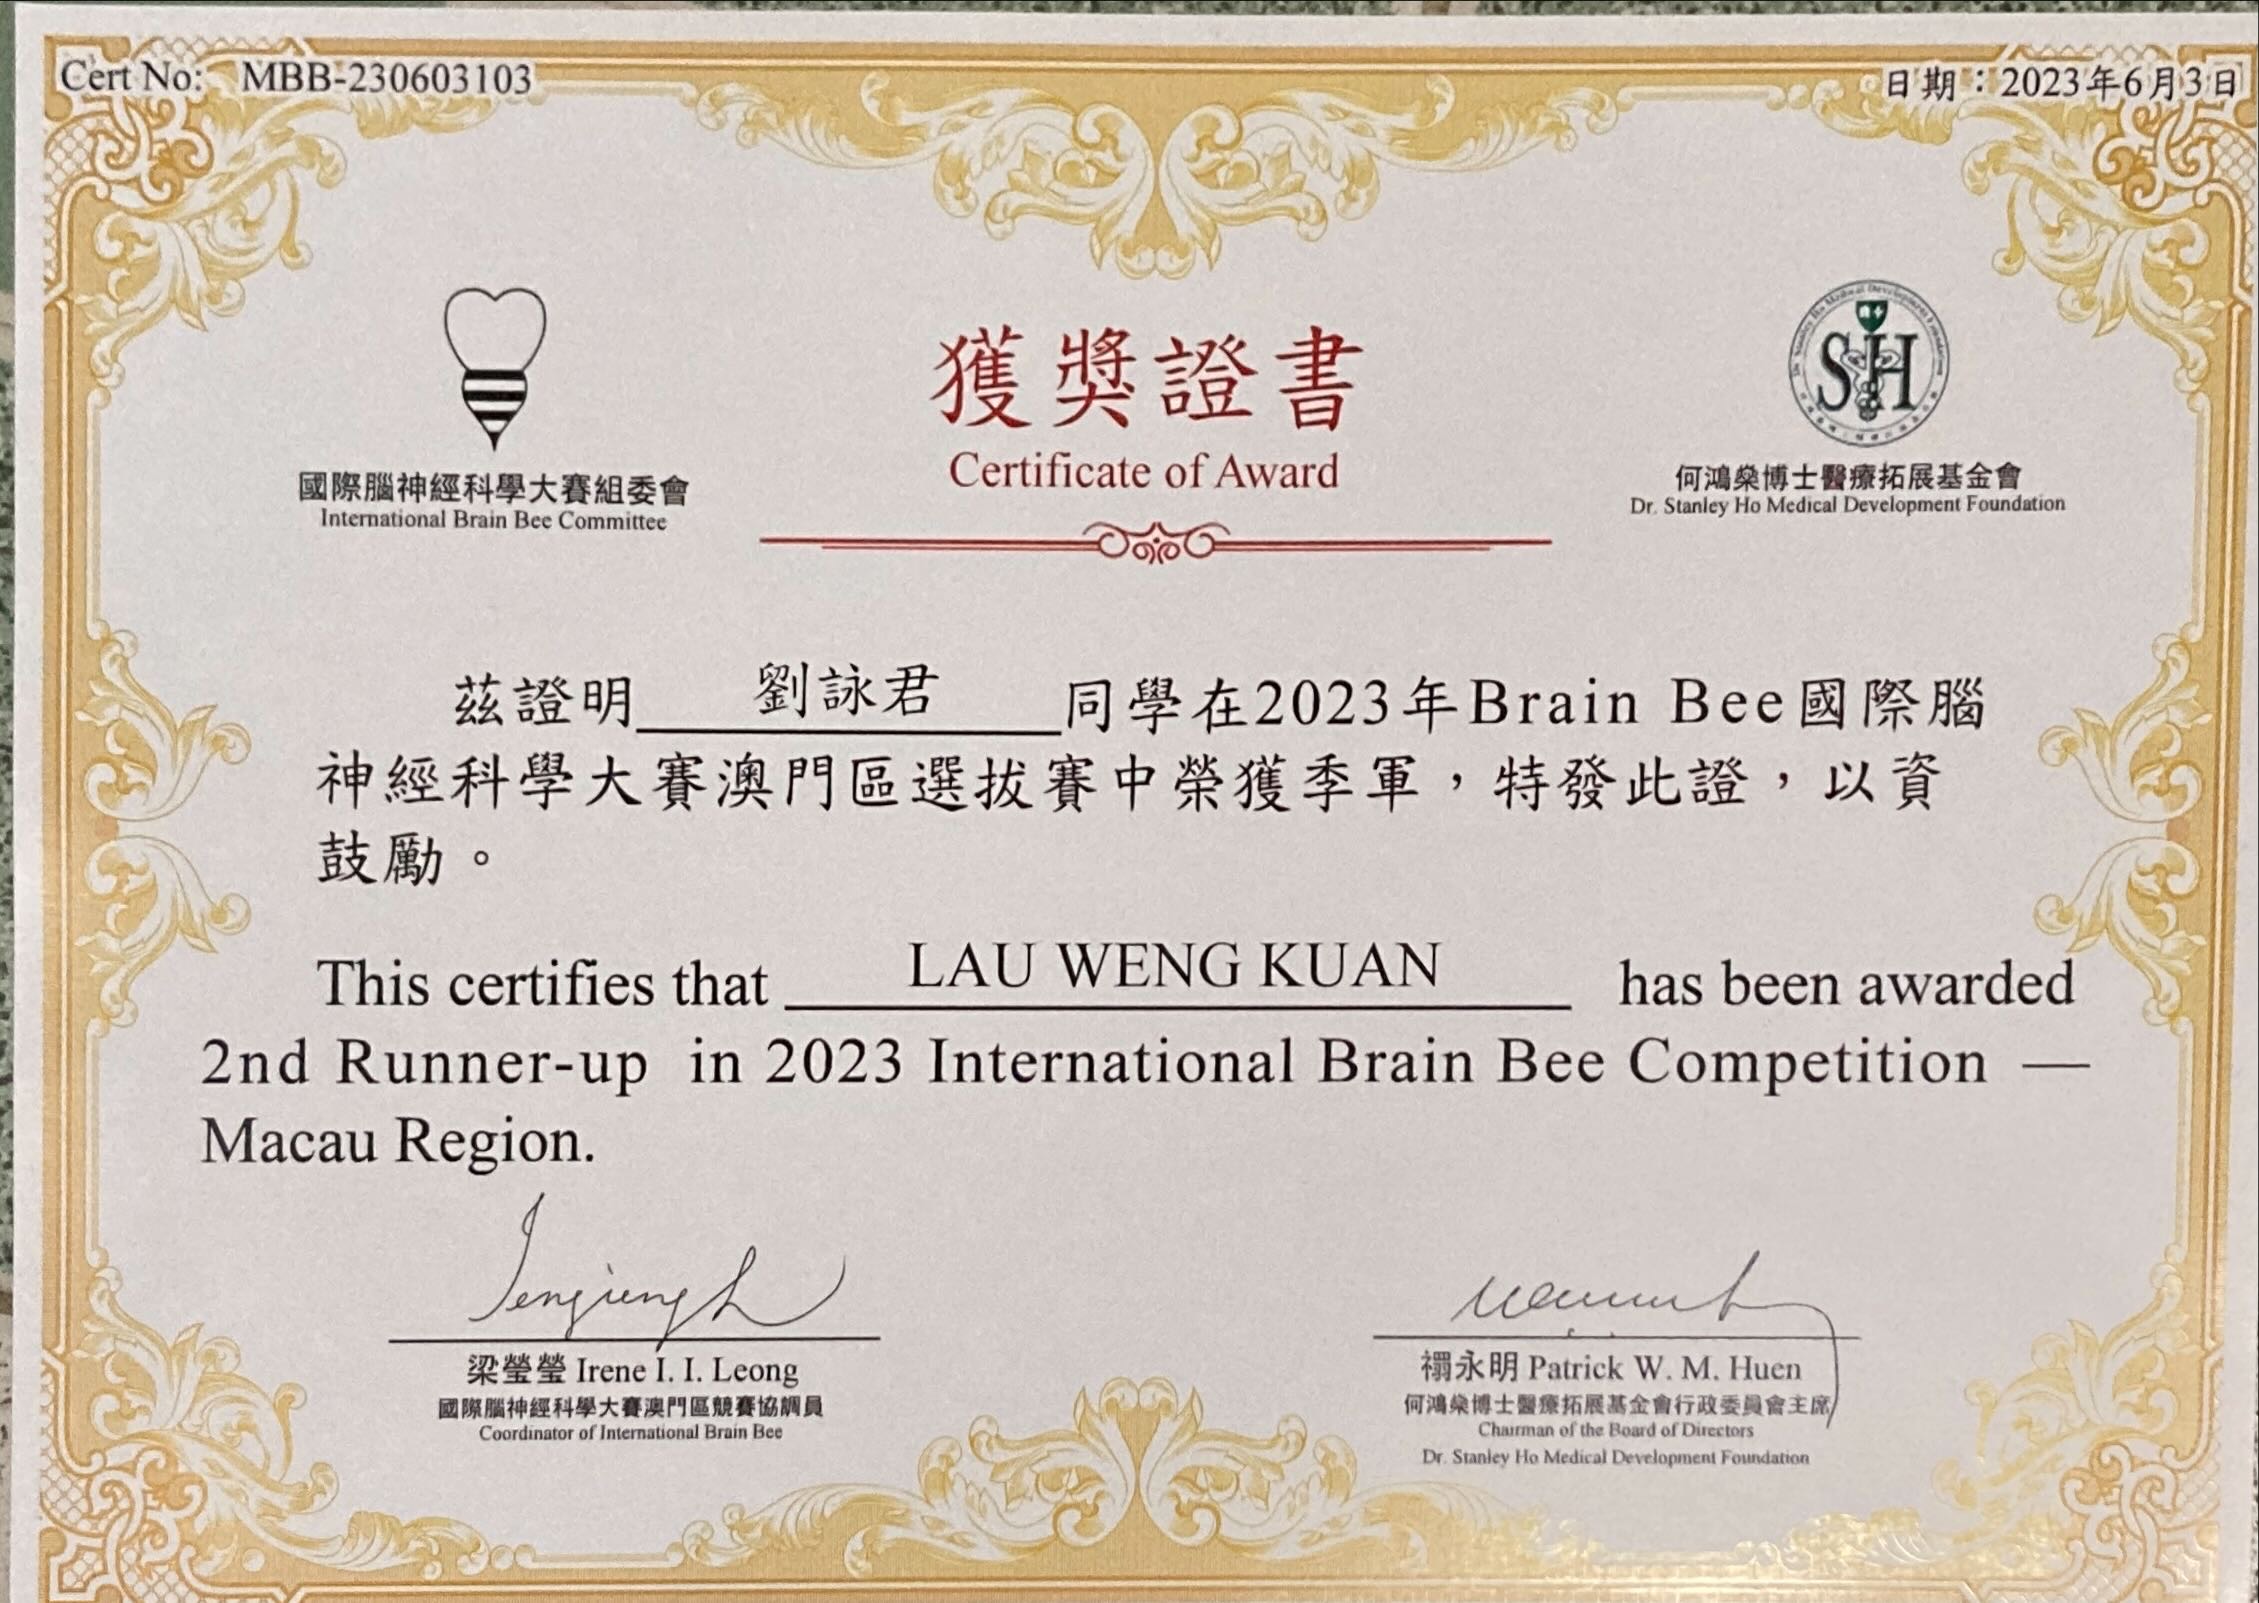 Cert No: MBB-230603103
日期：2023年6月3日
國際腦神經科學大賽組委會
International Brain Bee Committee
獲獎證書
Certificate of Award
SH
何鴻燊博士醫療拓展基金會
Dr. Stanley Ho Medical Development Foundation
茲證明 劉詠君 同學在2023年Brain Bee國際腦
神經科學大賽澳門區選拔賽中榮獲季軍，特發此證，以資
鼓勵。
This certifies that LAU WENG KUAN has been awarded
2nd Runner-up in 2023 International Brain Bee Competition —
Macau Region.
梁瑩瑩 Irene I. I. Leong
國際腦神經科學大賽澳門區競賽協調員
Coordinator of International Brain Bee
禤永明 Patrick W. M. Huen
何鴻燊博士醫療拓展基金會行政委員會主席
Chairman of the Board of Directors
Dr. Stanley Ho Medical Development Foundation